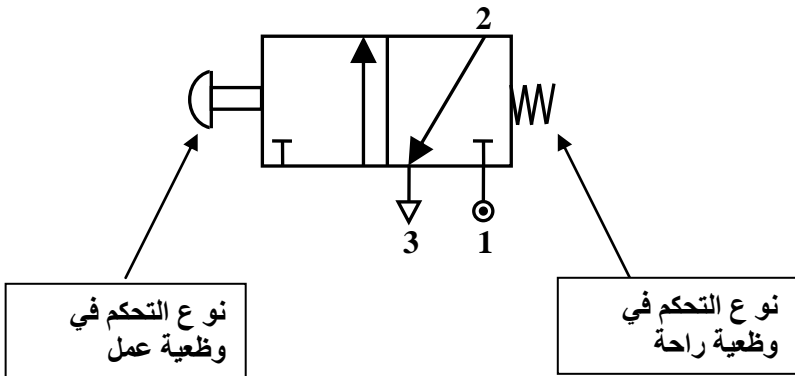 2
3
1
نو ع التحكم في
وظعية عمل
نو ع التحكم في
وظعية راحة